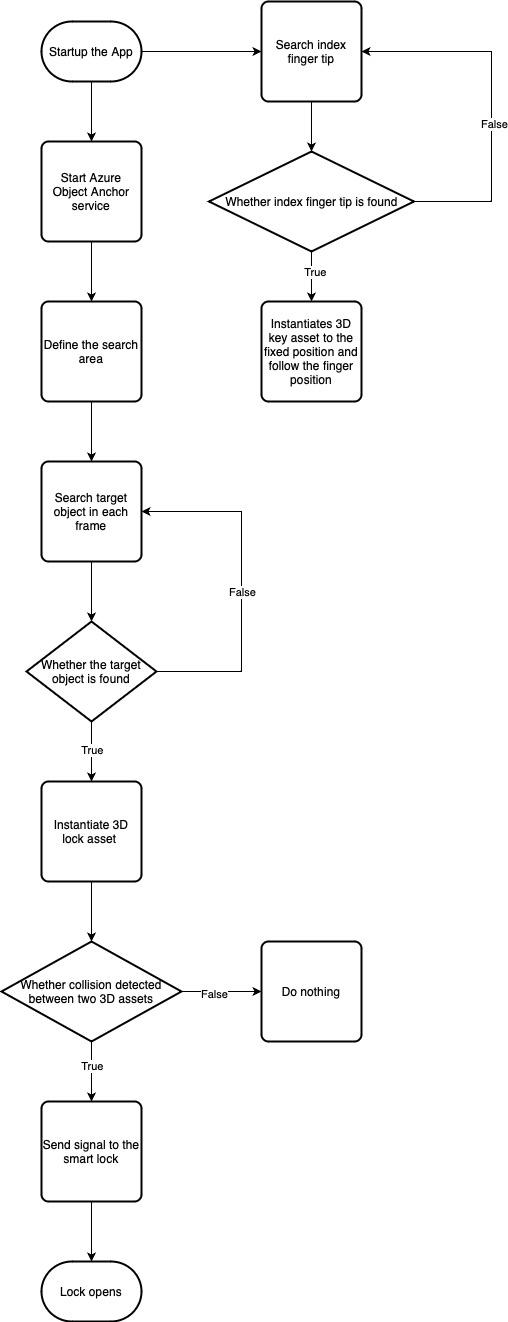 Startup the App
Search index
finger tip
False
Start Azure
Object Anchor
service
Whether index finger tip is found
True
Define the search
area
Instantiates 3D
key asset to the
fixed position and
follow the finger
position
Search target
object in each
frame
False
Whether the target
object is found
True
Instantiate 3D
lock asset
Whether collision detected
between two 3D assets
False
Do nothing
True
Send signal to the
smart lock
Lock opens